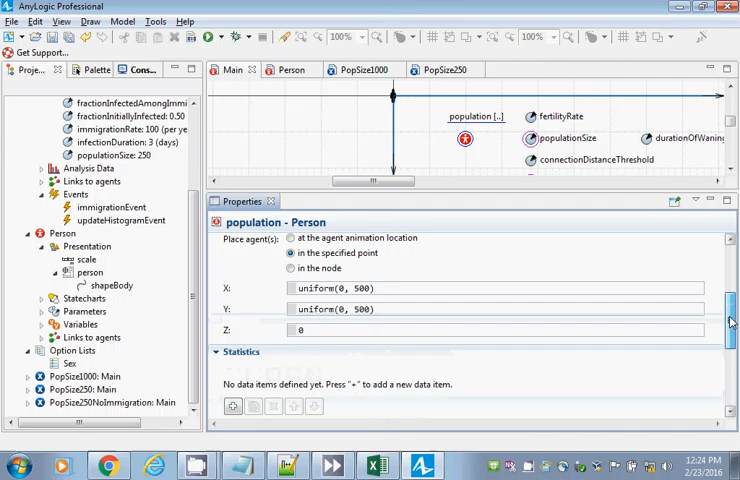 AnyLogic Professional
File Edit View Draw Model Tools Help
100% 100%
Get Support...
Proje... Palette Cons...
Main Person PopSize1000 PopSize250
fractionInfectedAmongImmi
fractionInitiallyInfected: 0.50
immigrationRate: 100 (per ye
infectionDuration: 3 (days)
populationSize: 250
Analysis Data
Links to agents
Events
immigrationEvent
updateHistogramEvent
Person
Presentation
scale
person
shapeBody
Statecharts
Parameters
Variables
Links to agents
Option Lists
Sex
PopSize1000: Main
PopSize250: Main
PopSize250NoImmigration: Main
population [..]
fertilityRate
populationSize
durationOfWaning
connectionDistanceThreshold
Properties
population - Person
Place agent(s): at the agent animation location
in the specified point
in the node
X: uniform(0, 500)
Y: uniform(0, 500)
Z: 0
Statistics
No data items defined yet. Press "+" to add a new data item.
12:24 PM
2/23/2016